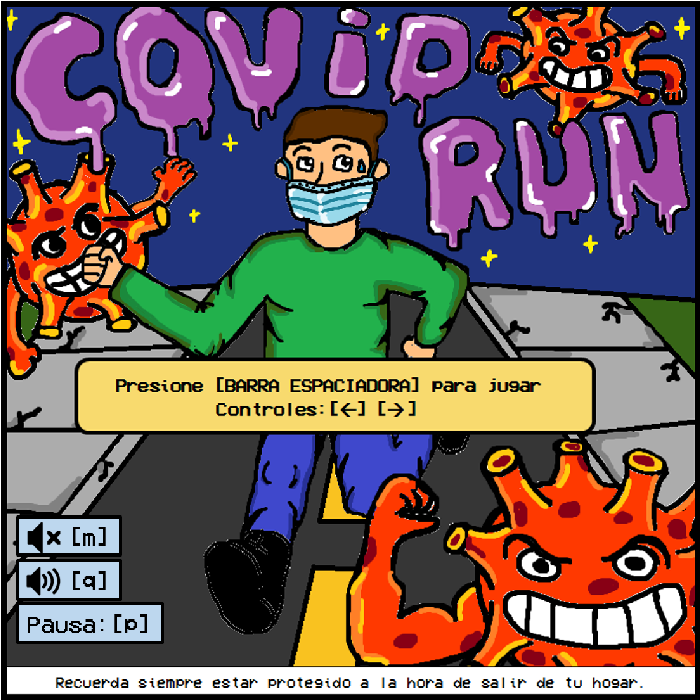 COViD
RUN
Presione [BARRA ESPACIADORA] para jugar
Controles:[←] [→]
[m]
[q]
Pausa:[p]
Recuerda siempre estar protegido a la hora de salir de tu hogar.